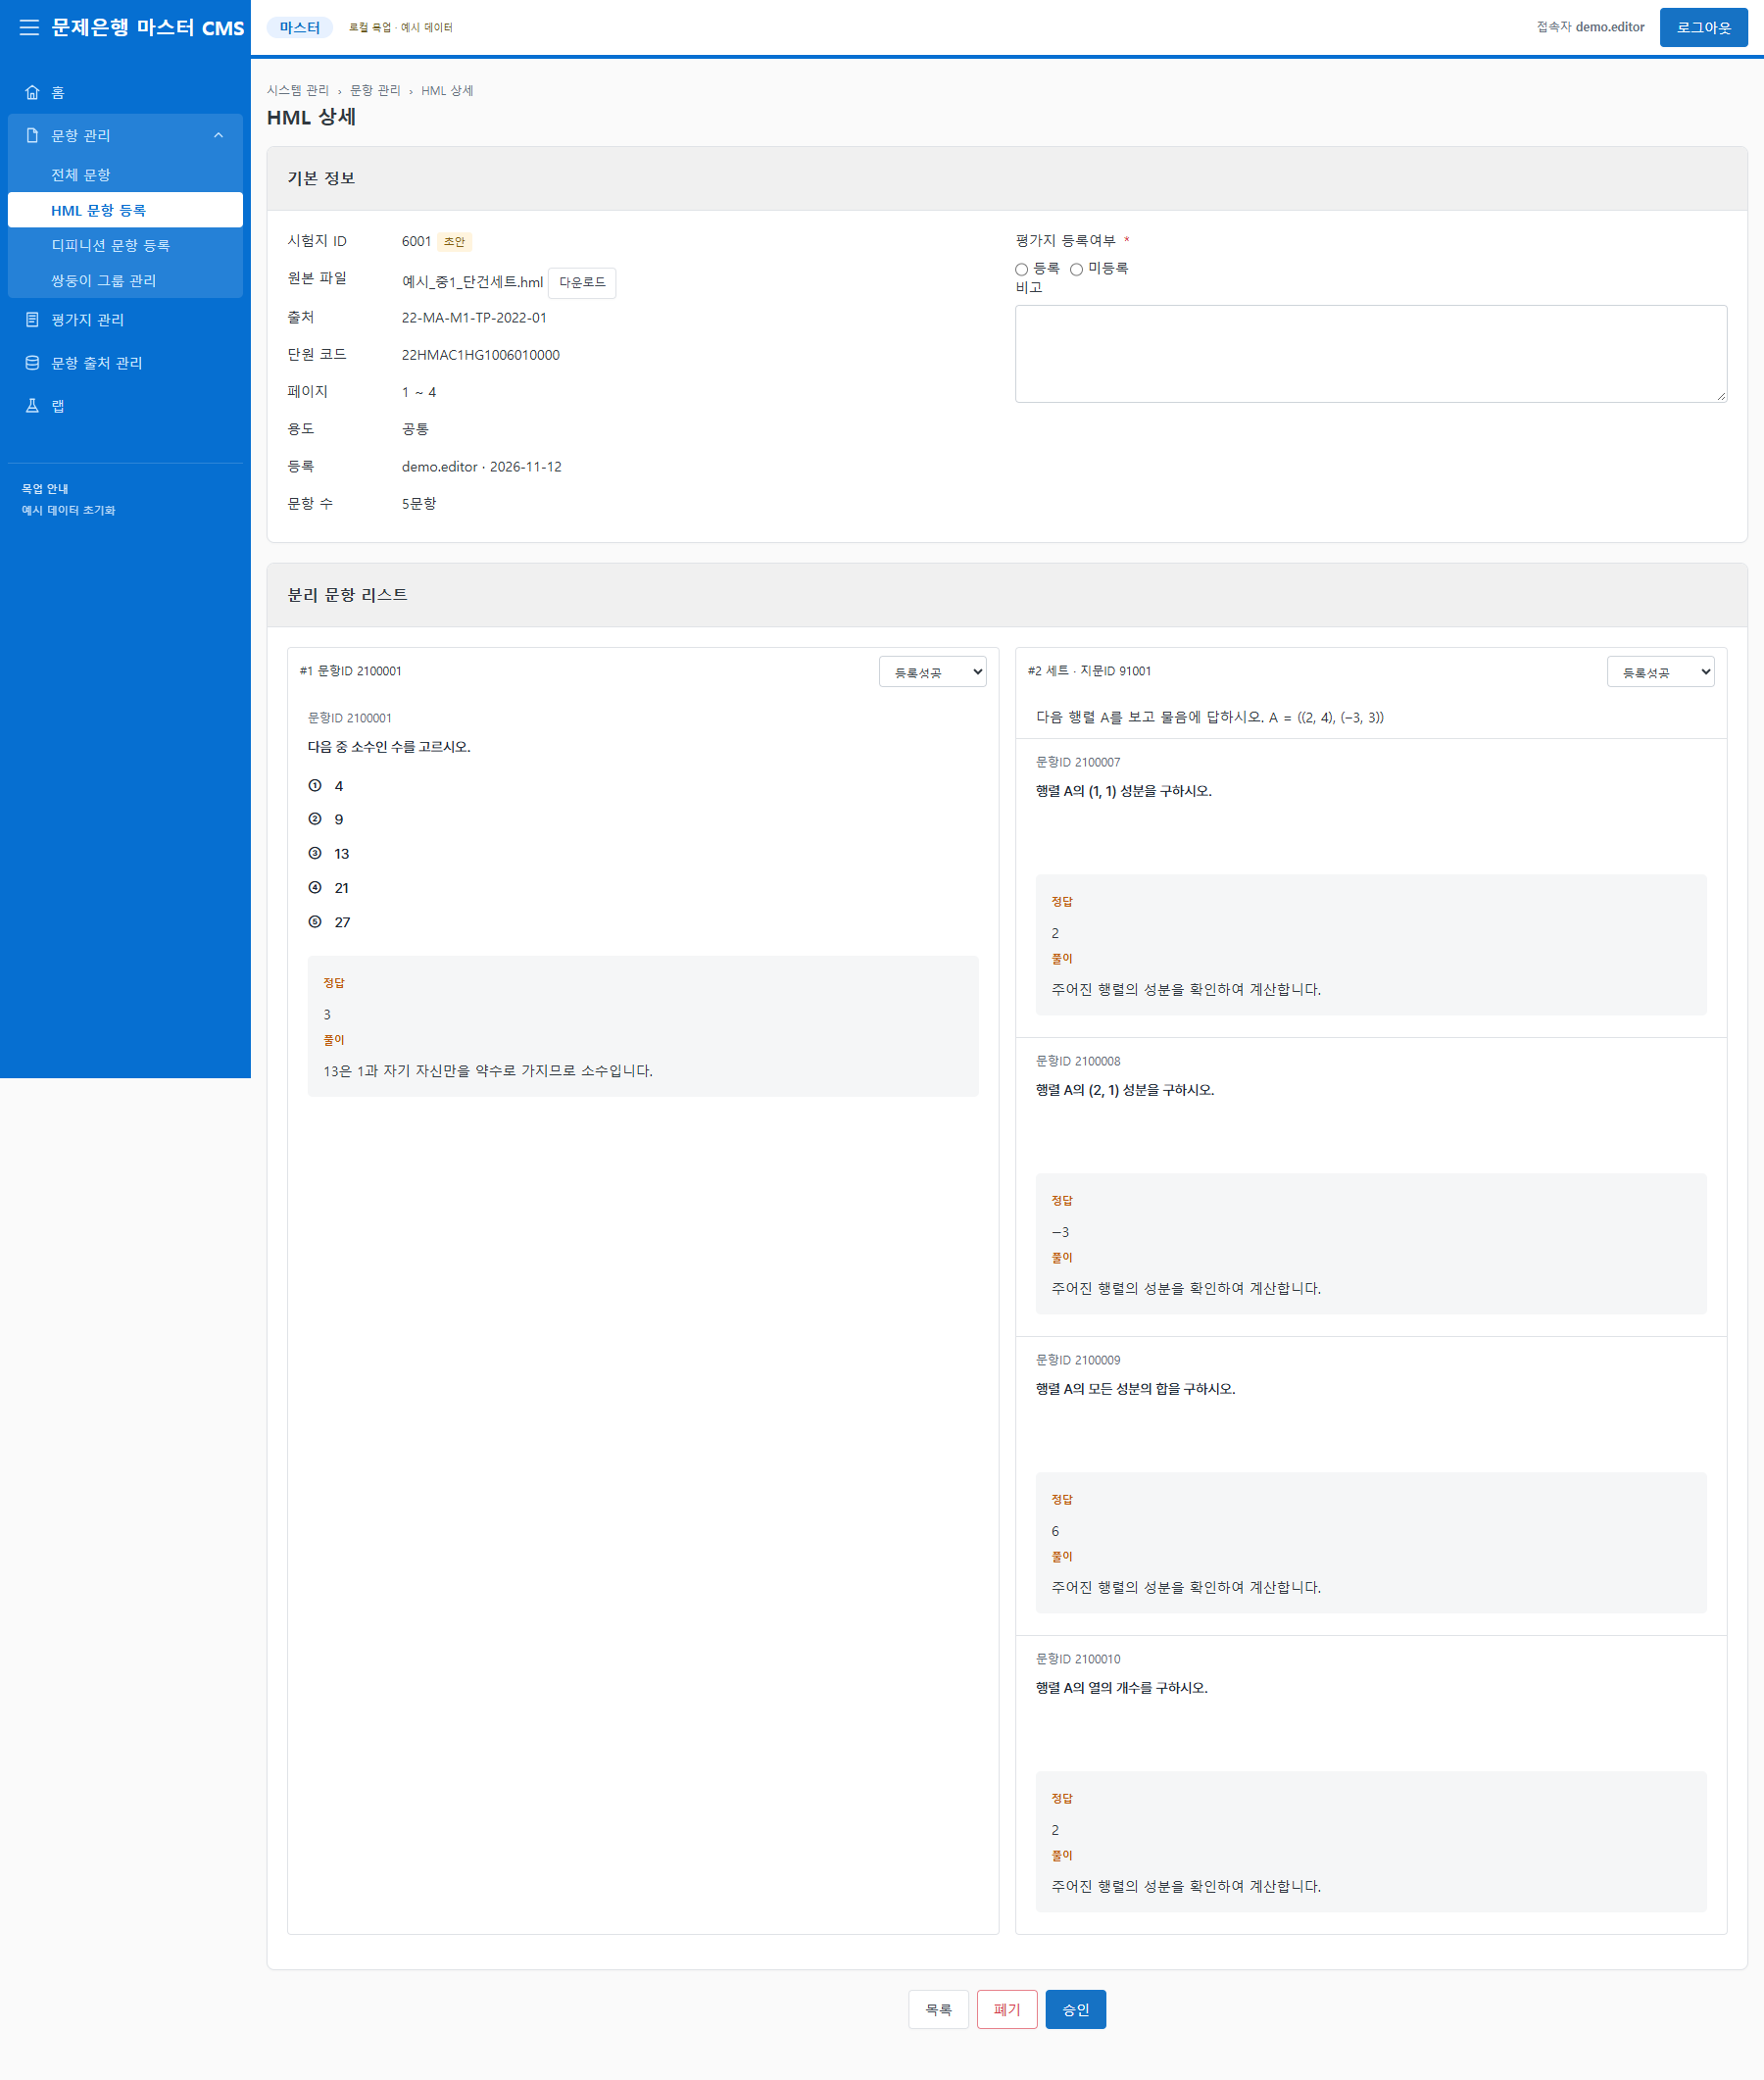 문제은행 마스터 CMS
홈
문항 관리
전체 문항
HML 문항 등록
디피니션 문항 등록
쌍둥이 그룹 관리
평가지 관리
문항 출처 관리
랩
목업 안내
예시 데이터 초기화
마스터 로컬 목업 · 예시 데이터
접속자 demo.editor 로그아웃
시스템 관리 › 문항 관리 › HML 상세
HML 상세
기본 정보
시험지 ID 6001 초안
원본 파일 예시_중1_단건세트.hml 다운로드
출처 22-MA-M1-TP-2022-01
단원 코드 22HMAC1HG1006010000
페이지 1 ~ 4
용도 공통
등록 demo.editor · 2026-11-12
문항 수 5문항
평가지 등록여부 *
등록 미등록
비고
분리 문항 리스트
#1 문항ID 2100001 등록성공
문항ID 2100001
다음 중 소수인 수를 고르시오.
① 4
② 9
③ 13
④ 21
⑤ 27
정답
3
풀이
13은 1과 자기 자신만을 약수로 가지므로 소수입니다.
#2 세트 · 지문ID 91001 등록성공
다음 행렬 A를 보고 물음에 답하시오. A = ((2, 4), (−3, 3))
문항ID 2100007
행렬 A의 (1, 1) 성분을 구하시오.
정답
2
풀이
주어진 행렬의 성분을 확인하여 계산합니다.
문항ID 2100008
행렬 A의 (2, 1) 성분을 구하시오.
정답
−3
풀이
주어진 행렬의 성분을 확인하여 계산합니다.
문항ID 2100009
행렬 A의 모든 성분의 합을 구하시오.
정답
6
풀이
주어진 행렬의 성분을 확인하여 계산합니다.
문항ID 2100010
행렬 A의 열의 개수를 구하시오.
정답
2
풀이
주어진 행렬의 성분을 확인하여 계산합니다.
목록 폐기 승인